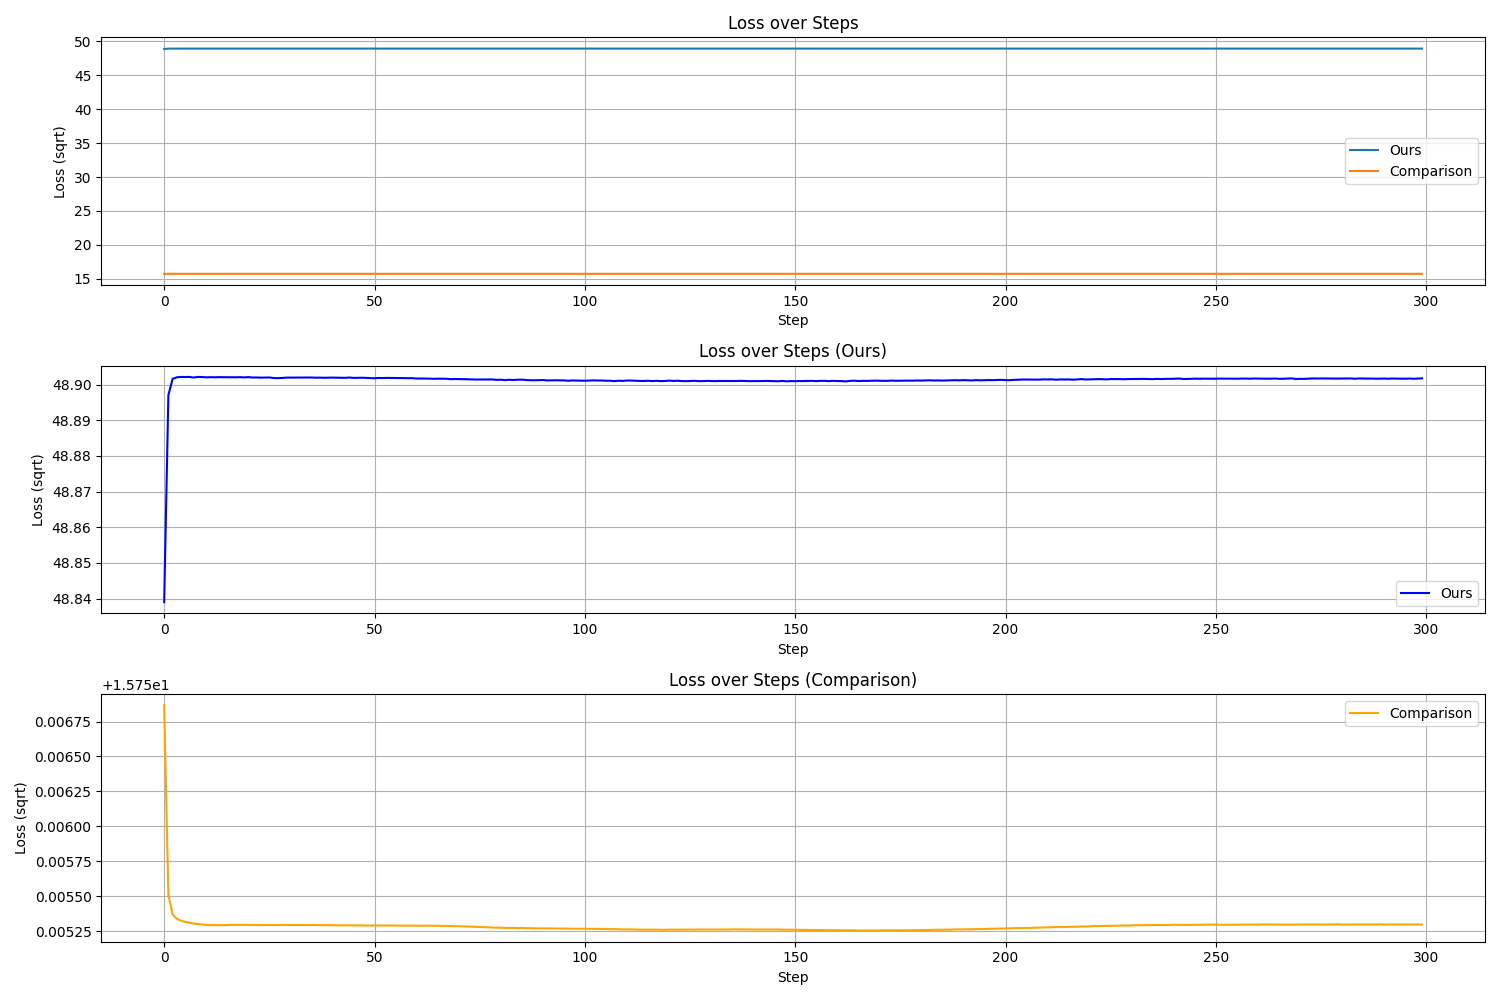 Loss over Steps
50
45
40
35
30
25
20
15
Loss (sqrt)
Ours
Comparison
0 50 100 150 200 250 300
Step
Loss over Steps (Ours)
48.90
48.89
48.88
48.87
48.86
48.85
48.84
Loss (sqrt)
Ours
0 50 100 150 200 250 300
Step
Loss over Steps (Comparison)
+1.575e1
0.00675
0.00650
0.00625
0.00600
0.00575
0.00550
0.00525
Loss (sqrt)
Comparison
0 50 100 150 200 250 300
Step